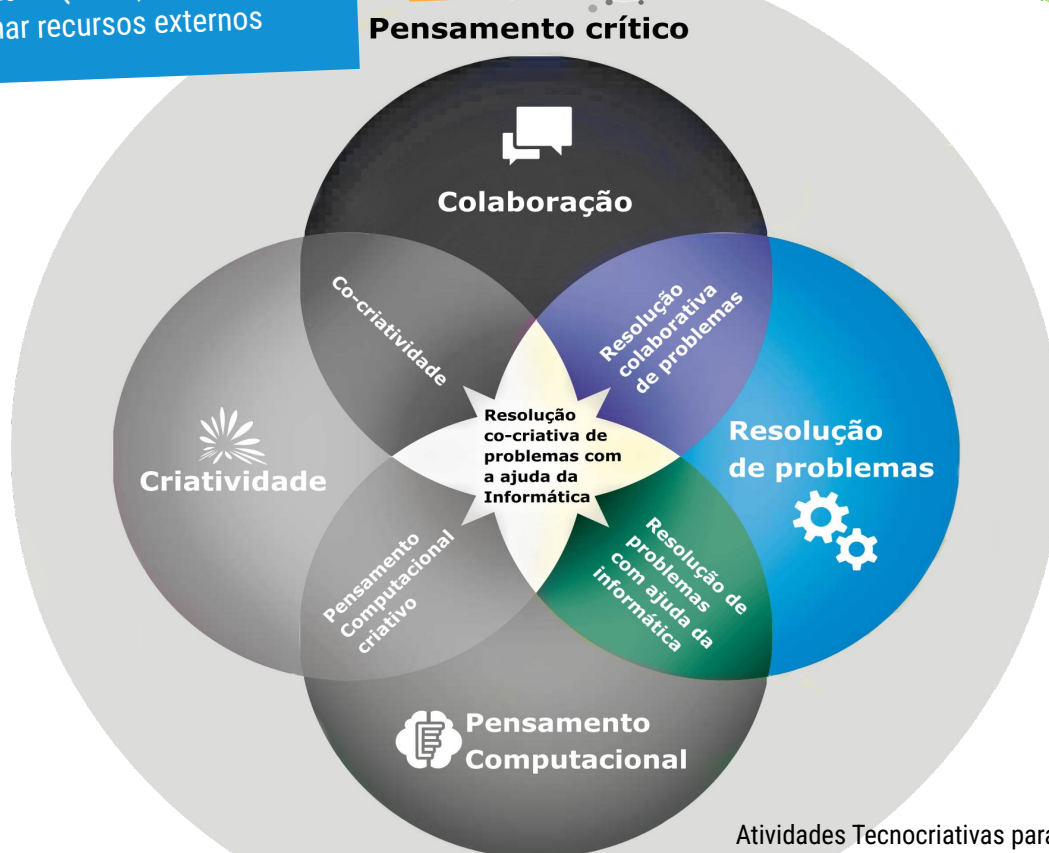 recursos externos
Pensamento crítico
Colaboração
Co-criatividade
Resolução
colaborativa
de problemas
Resolução
co-criativa de
problemas com
a ajuda da
Informática
Criatividade
Resolução
de problemas
Pensamento
Computacional
criativo
Resolução de
problemas
com ajuda da
informática
Pensamento
Computacional
Atividades Tecnocriativas para